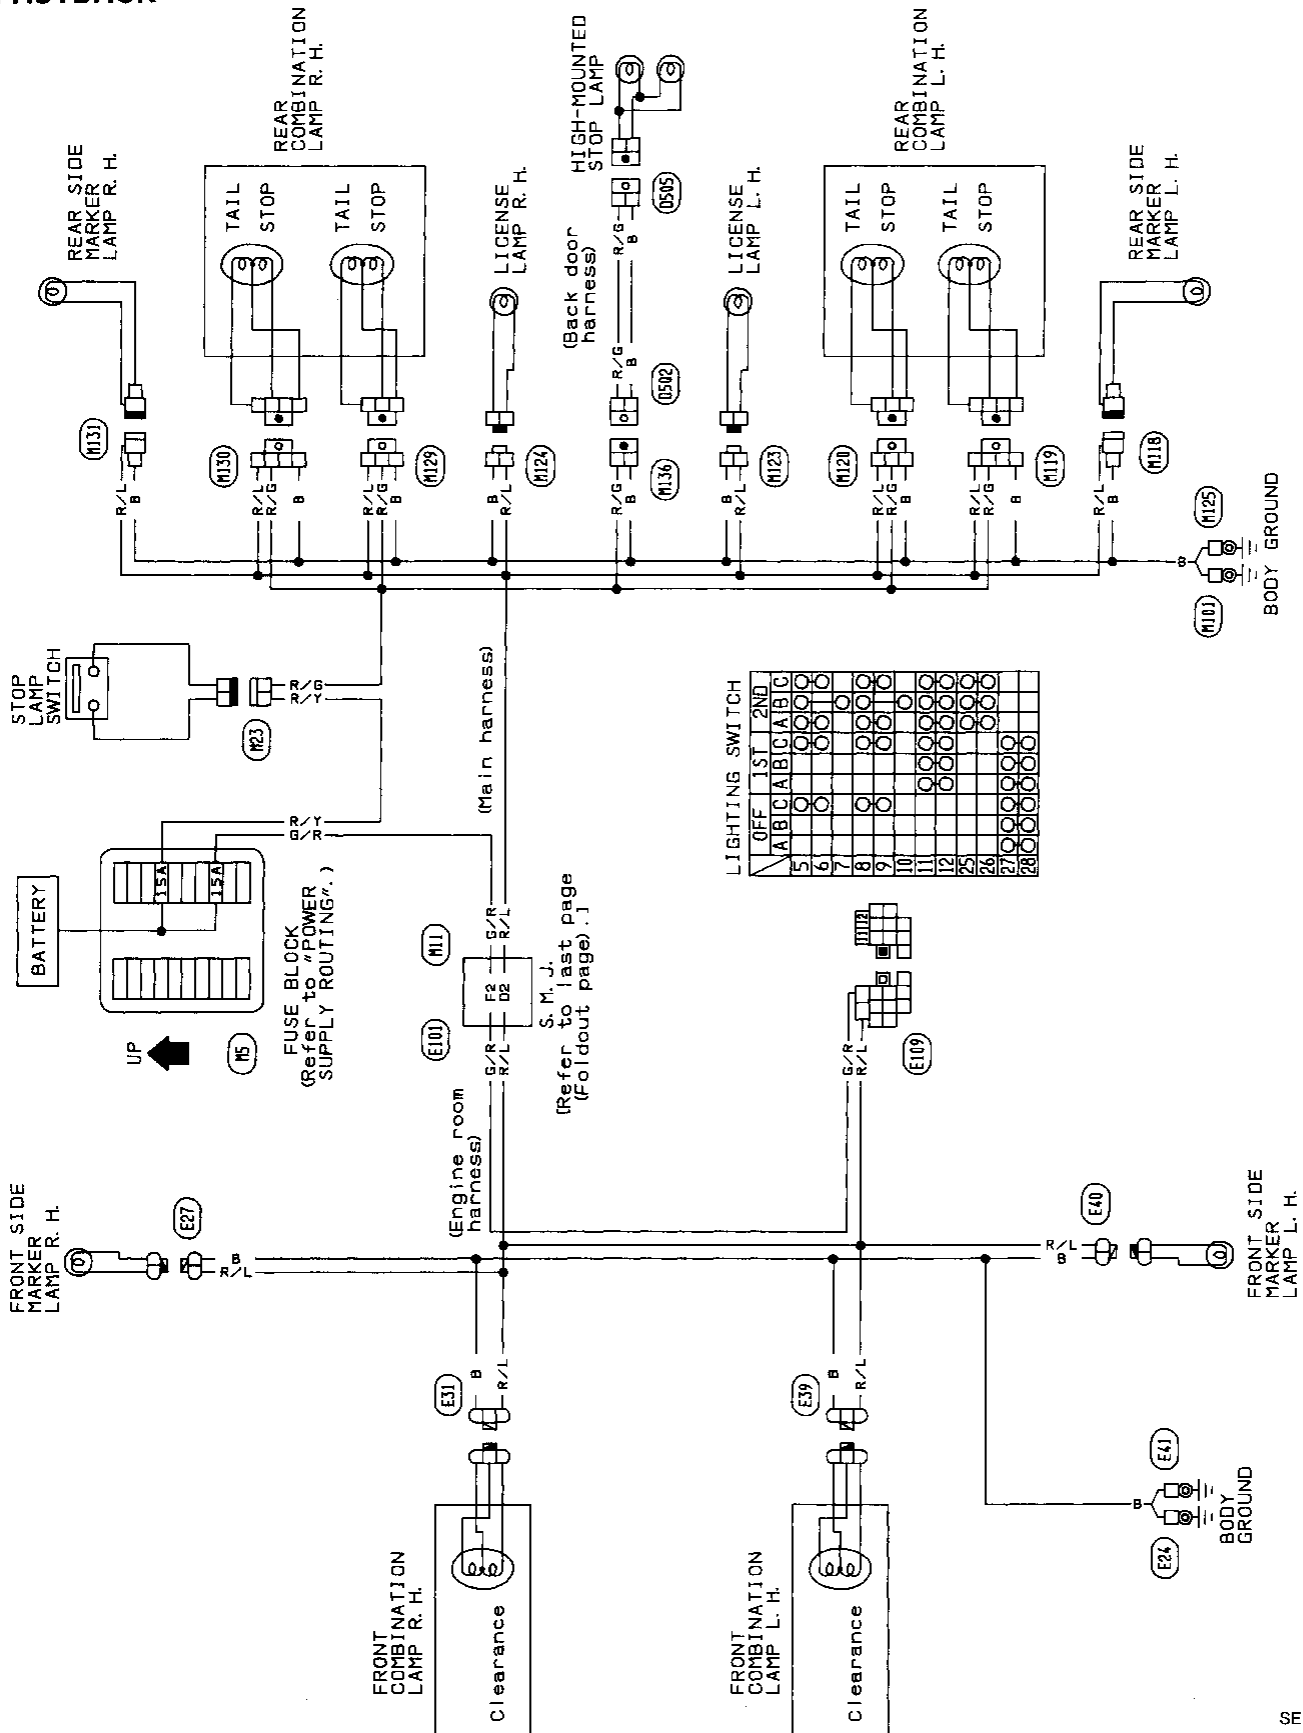 REAR SIDE
MARKER
LAMP R. H.
REAR
COMBINATION
LAMP R. H.
TAIL
STOP
TAIL
STOP
LICENSE
LAMP R. H.
HIGH-MOUNTED
STOP LAMP
(Back door
harness)
LICENSE
LAMP L. H.
REAR
COMBINATION
LAMP L. H.
TAIL
STOP
TAIL
STOP
REAR SIDE
MARKER
LAMP L. H.
D505
R/G
B
R/G
B
D502
M131
M130
M129
M124
M136
M123
M120
M119
M118
R/L
B
R/L
R/G
B
R/L
R/G
B
B
R/L
R/G
B
B
R/L
R/L
R/G
B
R/L
R/G
B
R/L
B
B
M125
M101
BODY GROUND
STOP
LAMP
SWITCH
M23
R/G
R/Y
(Main harness)
BATTERY
15A
15A
R/Y
G/R
UP
M5
FUSE BLOCK
(Refer to "POWER
SUPPLY ROUTING".)
M11
G/R
R/L
F2
D2
E101
G/R
R/L
S. M. J.
[Refer to last page
(Foldout page).]
(Engine room
harness)
LIGHTING SWITCH
OFF 1ST 2ND
A B C A B C A B C
5
6
7
8
9
10
11
12
25
26
27
28
11 12
E109
G/R
R/L
FRONT SIDE
MARKER
LAMP R. H.
E27
B
R/L
R/L
B
E40
FRONT SIDE
MARKER
LAMP L. H.
E31
B
R/L
E39
B
R/L
FRONT
COMBINATION
LAMP R. H.
Clearance
FRONT
COMBINATION
LAMP L. H.
Clearance
B
E41
E24
BODY
GROUND
SE